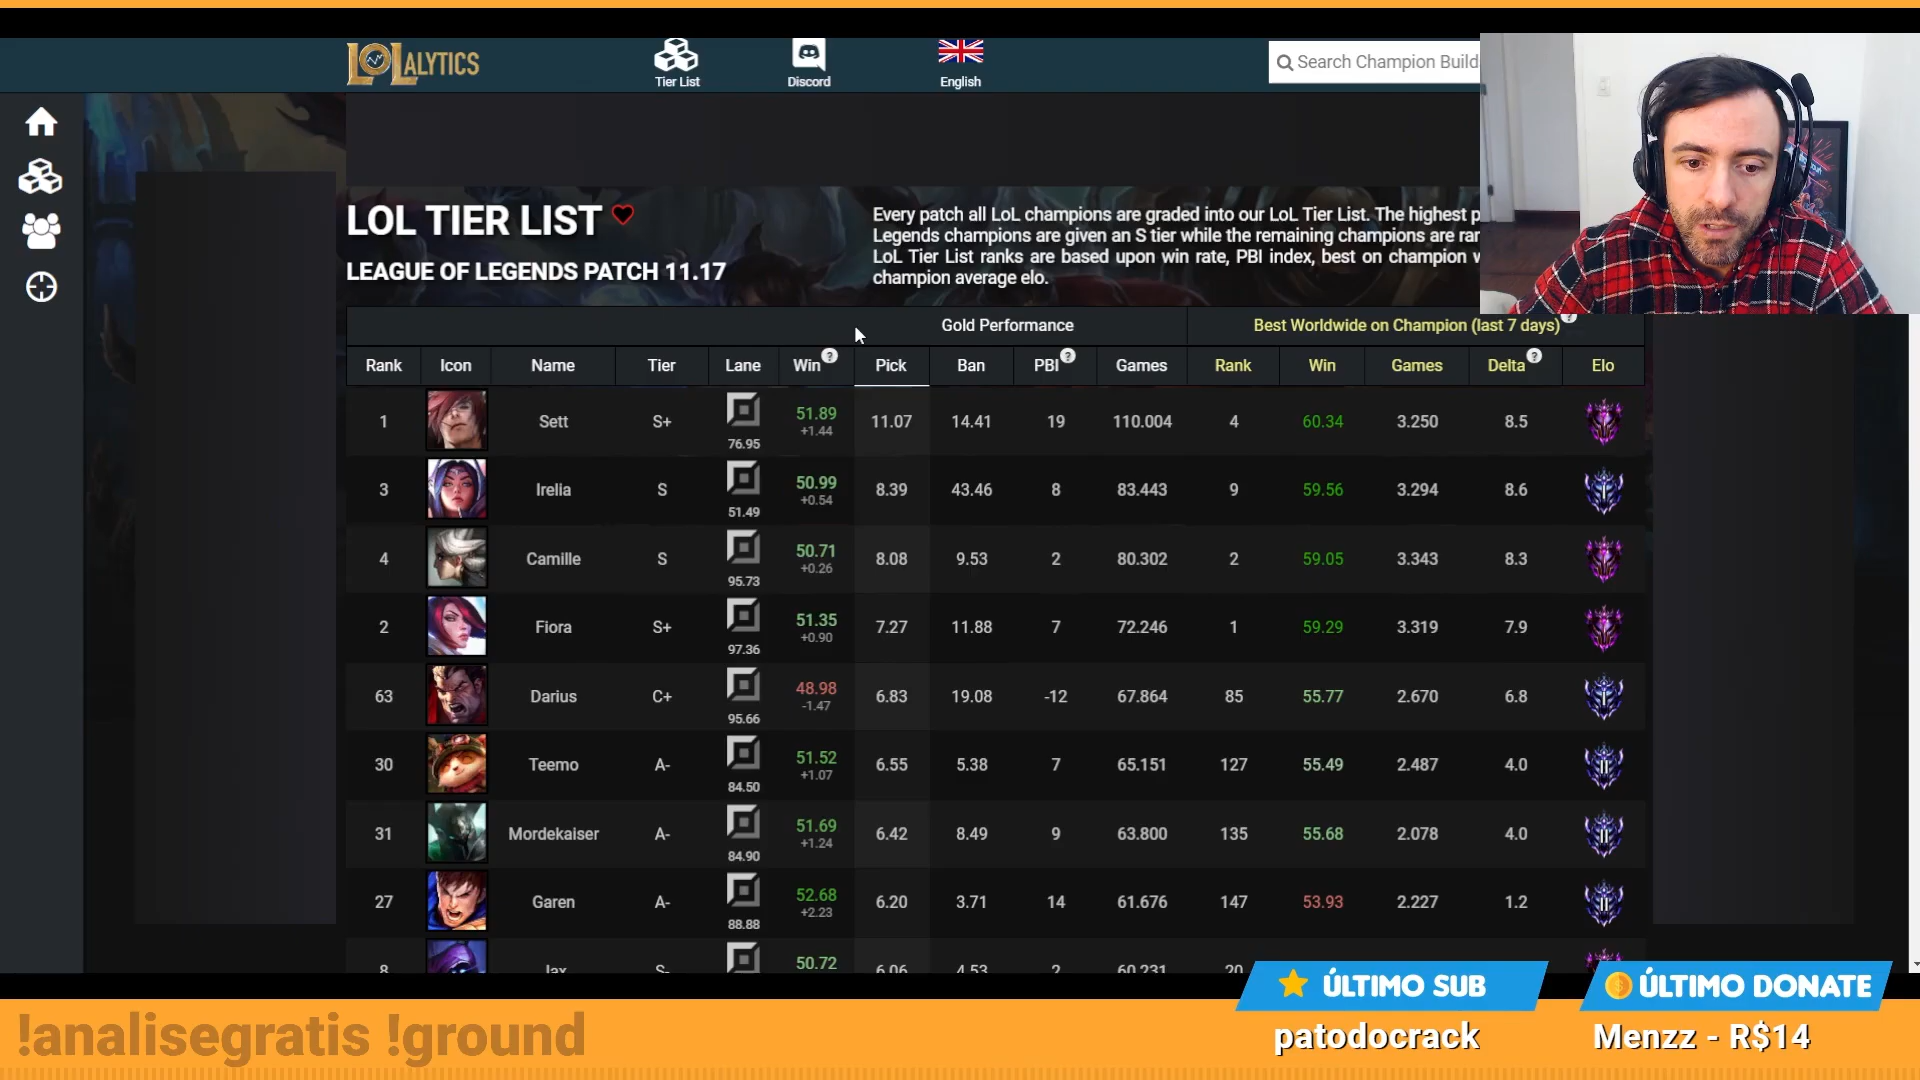 LOLALYTICS
Tier List
Discord
English
Search Champion Build
LOL TIER LIST
LEAGUE OF LEGENDS PATCH 11.17
Every patch all LoL champions are graded into our LoL Tier List. The highest p
Legends champions are given an S tier while the remaining champions are rar
LoL Tier List ranks are based upon win rate, PBI index, best on champion w
champion average elo.
Gold Performance Best Worldwide on Champion (last 7 days) ?
Rank Icon Name Tier Lane Win ? Pick Ban PBI ? Games Rank Win Games Delta ? Elo
1 Sett S+ 76.95 51.89 +1.44 11.07 14.41 19 110.004 4 60.34 3.250 8.5
3 Irelia S 51.49 50.99 +0.54 8.39 43.46 8 83.443 9 59.56 3.294 8.6
4 Camille S 95.73 50.71 +0.26 8.08 9.53 2 80.302 2 59.05 3.343 8.3
2 Fiora S+ 97.36 51.35 +0.90 7.27 11.88 7 72.246 1 59.29 3.319 7.9
63 Darius C+ 95.66 48.98 -1.47 6.83 19.08 -12 67.864 85 55.77 2.670 6.8
30 Teemo A- 84.50 51.52 +1.07 6.55 5.38 7 65.151 127 55.49 2.487 4.0
31 Mordekaiser A- 84.90 51.69 +1.24 6.42 8.49 9 63.800 135 55.68 2.078 4.0
27 Garen A- 88.88 52.68 +2.23 6.20 3.71 14 61.676 147 53.93 2.227 1.2
8 Jax S- 50.72 6.06 4.53 2 60.231 20
ÚLTIMO SUB
patodocrack
ÚLTIMO DONATE
Menzz - R$14
!analisegratis !ground